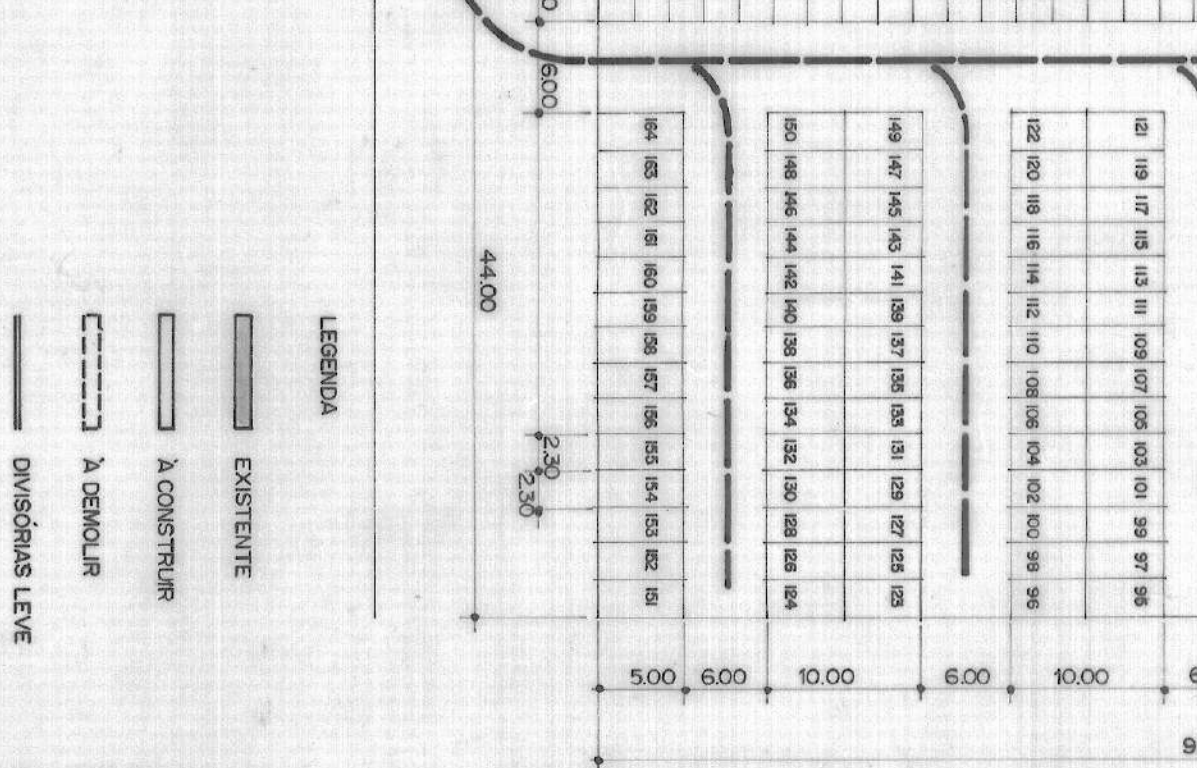 6.00
44.00
2.30
2.30
164 163 162 161 160 159 158 157 156 155 154 153 152 151
150 148 146 144 142 140 138 136 134 132 130 128 126 124
149 147 145 143 141 139 137 135 133 131 129 127 125 123
122 120 118 116 114 112 110 108 106 104 102 100 98 96
121 119 117 115 113 111 109 107 105 103 101 99 97 95
5.00 6.00 10.00 6.00 10.00
9
LEGENDA
EXISTENTE
À CONSTRUIR
À DEMOLIR
DIVISÓRIAS LEVE